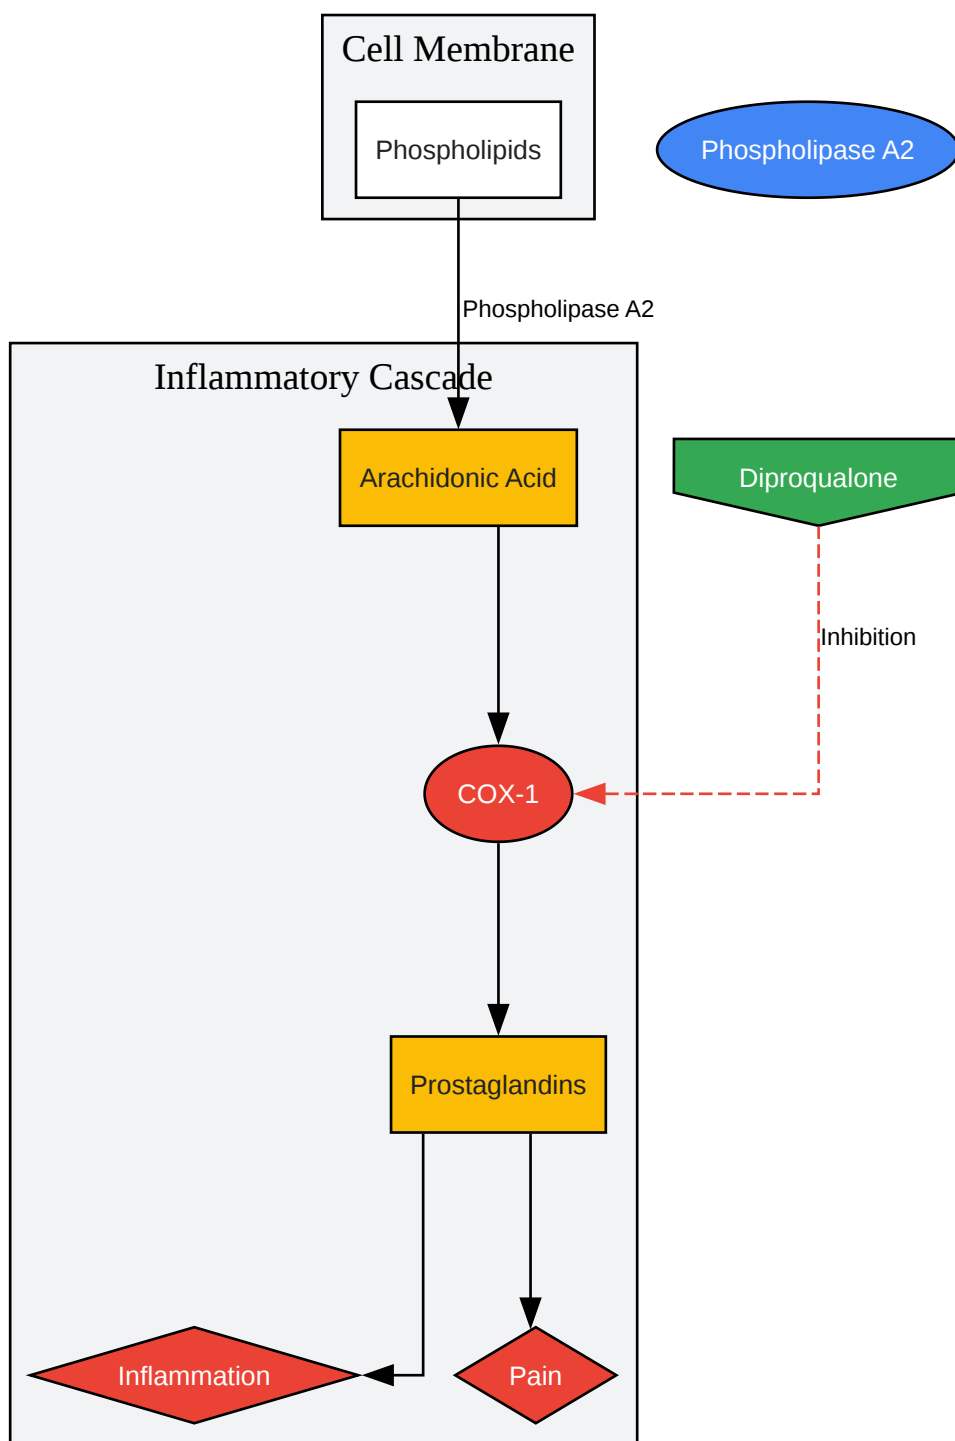 Cell Membrane
Phospholipids
Phospholipase A2
Phospholipase A2
Inflammatory Cascade
Arachidonic Acid
Diproqualone
Inhibition
COX-1
Prostaglandins
Inflammation
Pain